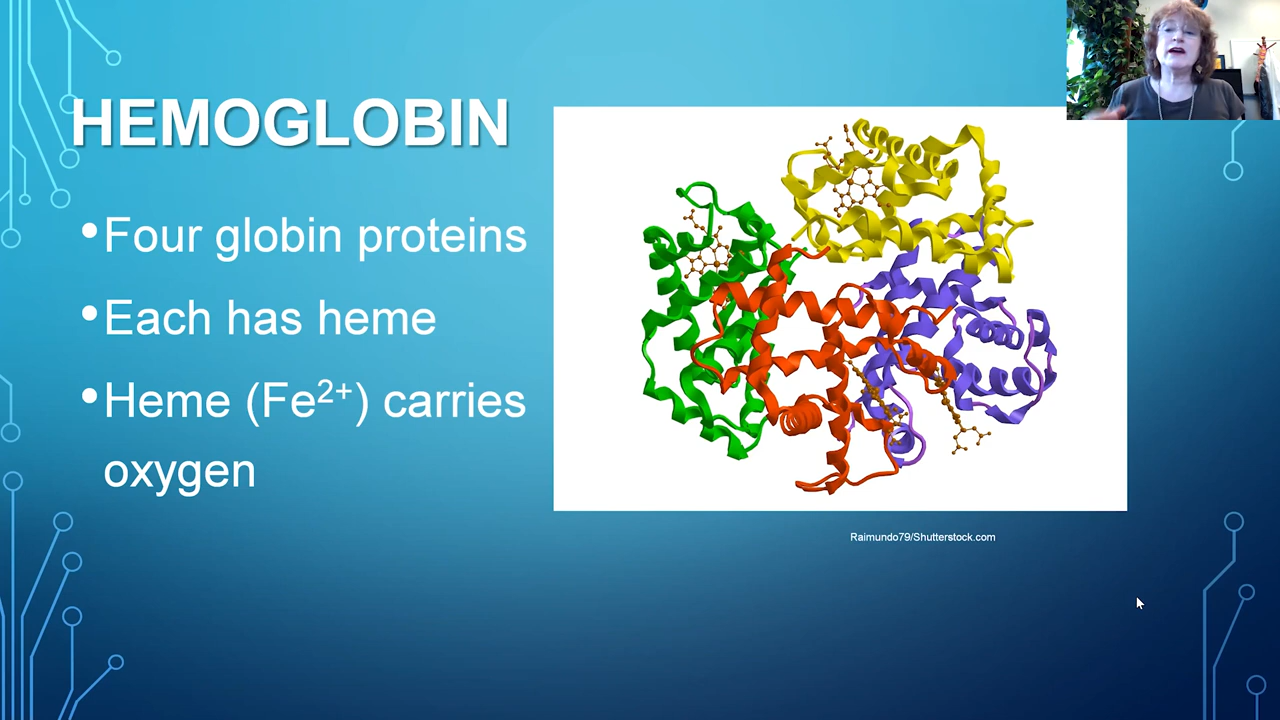 HEMOGLOBIN
•Four globin proteins
•Each has heme
•Heme (Fe²⁺) carries
oxygen
Raimundo79/Shutterstock.com